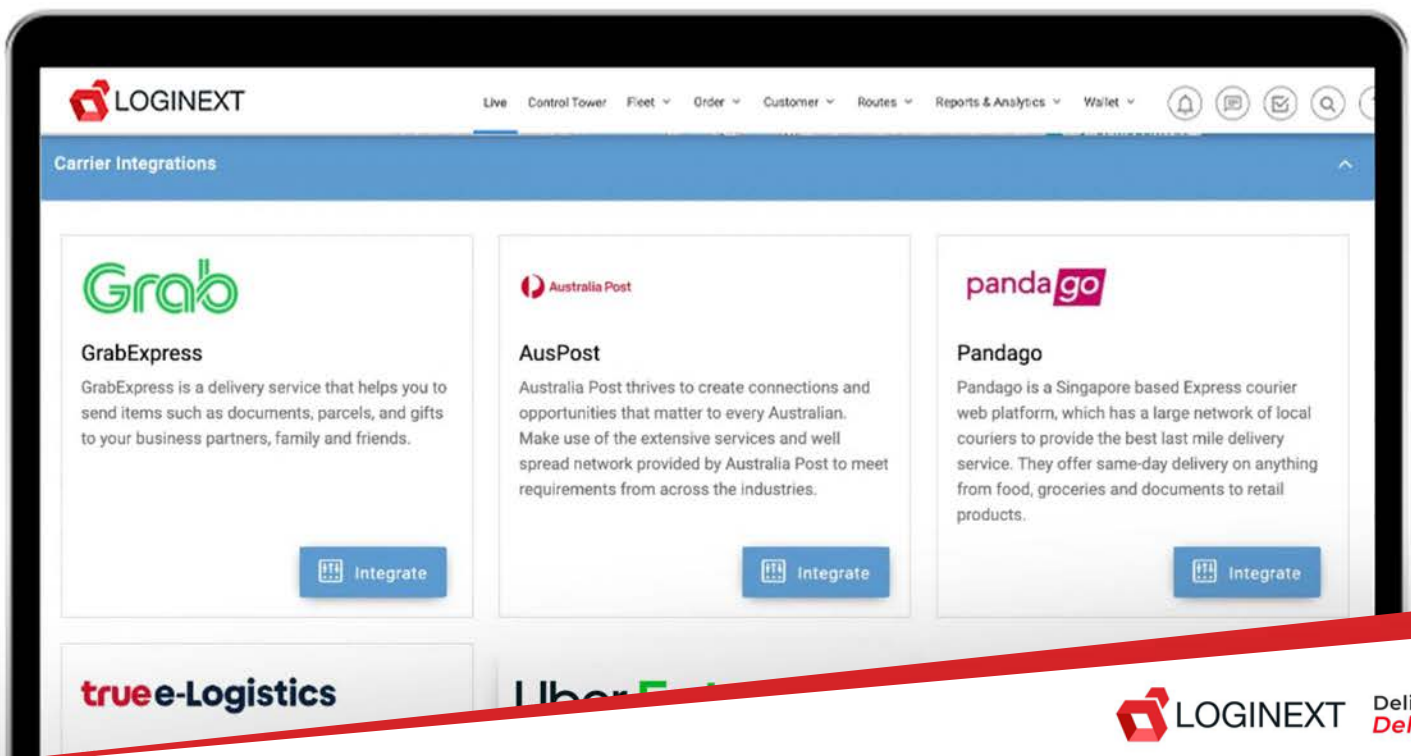 LOGINEXT
Live Control Tower Fleet Order Customer Routes Reports & Analytics Wallet
Carrier Integrations
Grab
GrabExpress
GrabExpress is a delivery service that helps you to
send items such as documents, parcels, and gifts
to your business partners, family and friends.
Integrate
Australia Post
AusPost
Australia Post thrives to create connections and
opportunities that matter to every Australian.
Make use of the extensive services and well
spread network provided by Australia Post to meet
requirements from across the industries.
Integrate
panda go
Pandago
Pandago is a Singapore based Express courier
web platform, which has a large network of local
couriers to provide the best last mile delivery
service. They offer same-day delivery on anything
from food, groceries and documents to retail
products.
Integrate
true e-Logistics
Uber
LOGINEXT